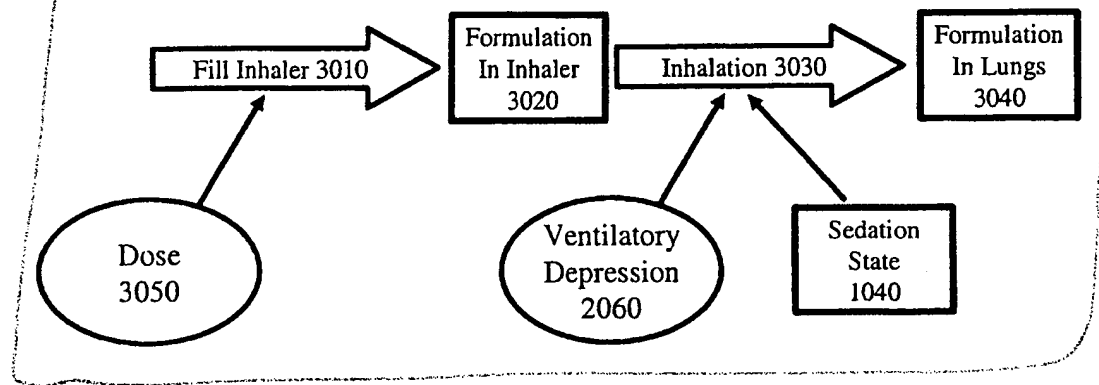 Fill Inhaler 3010
Formulation
In Inhaler
3020
Inhalation 3030
Formulation
In Lungs
3040
Dose
3050
Ventilatory
Depression
2060
Sedation
State
1040